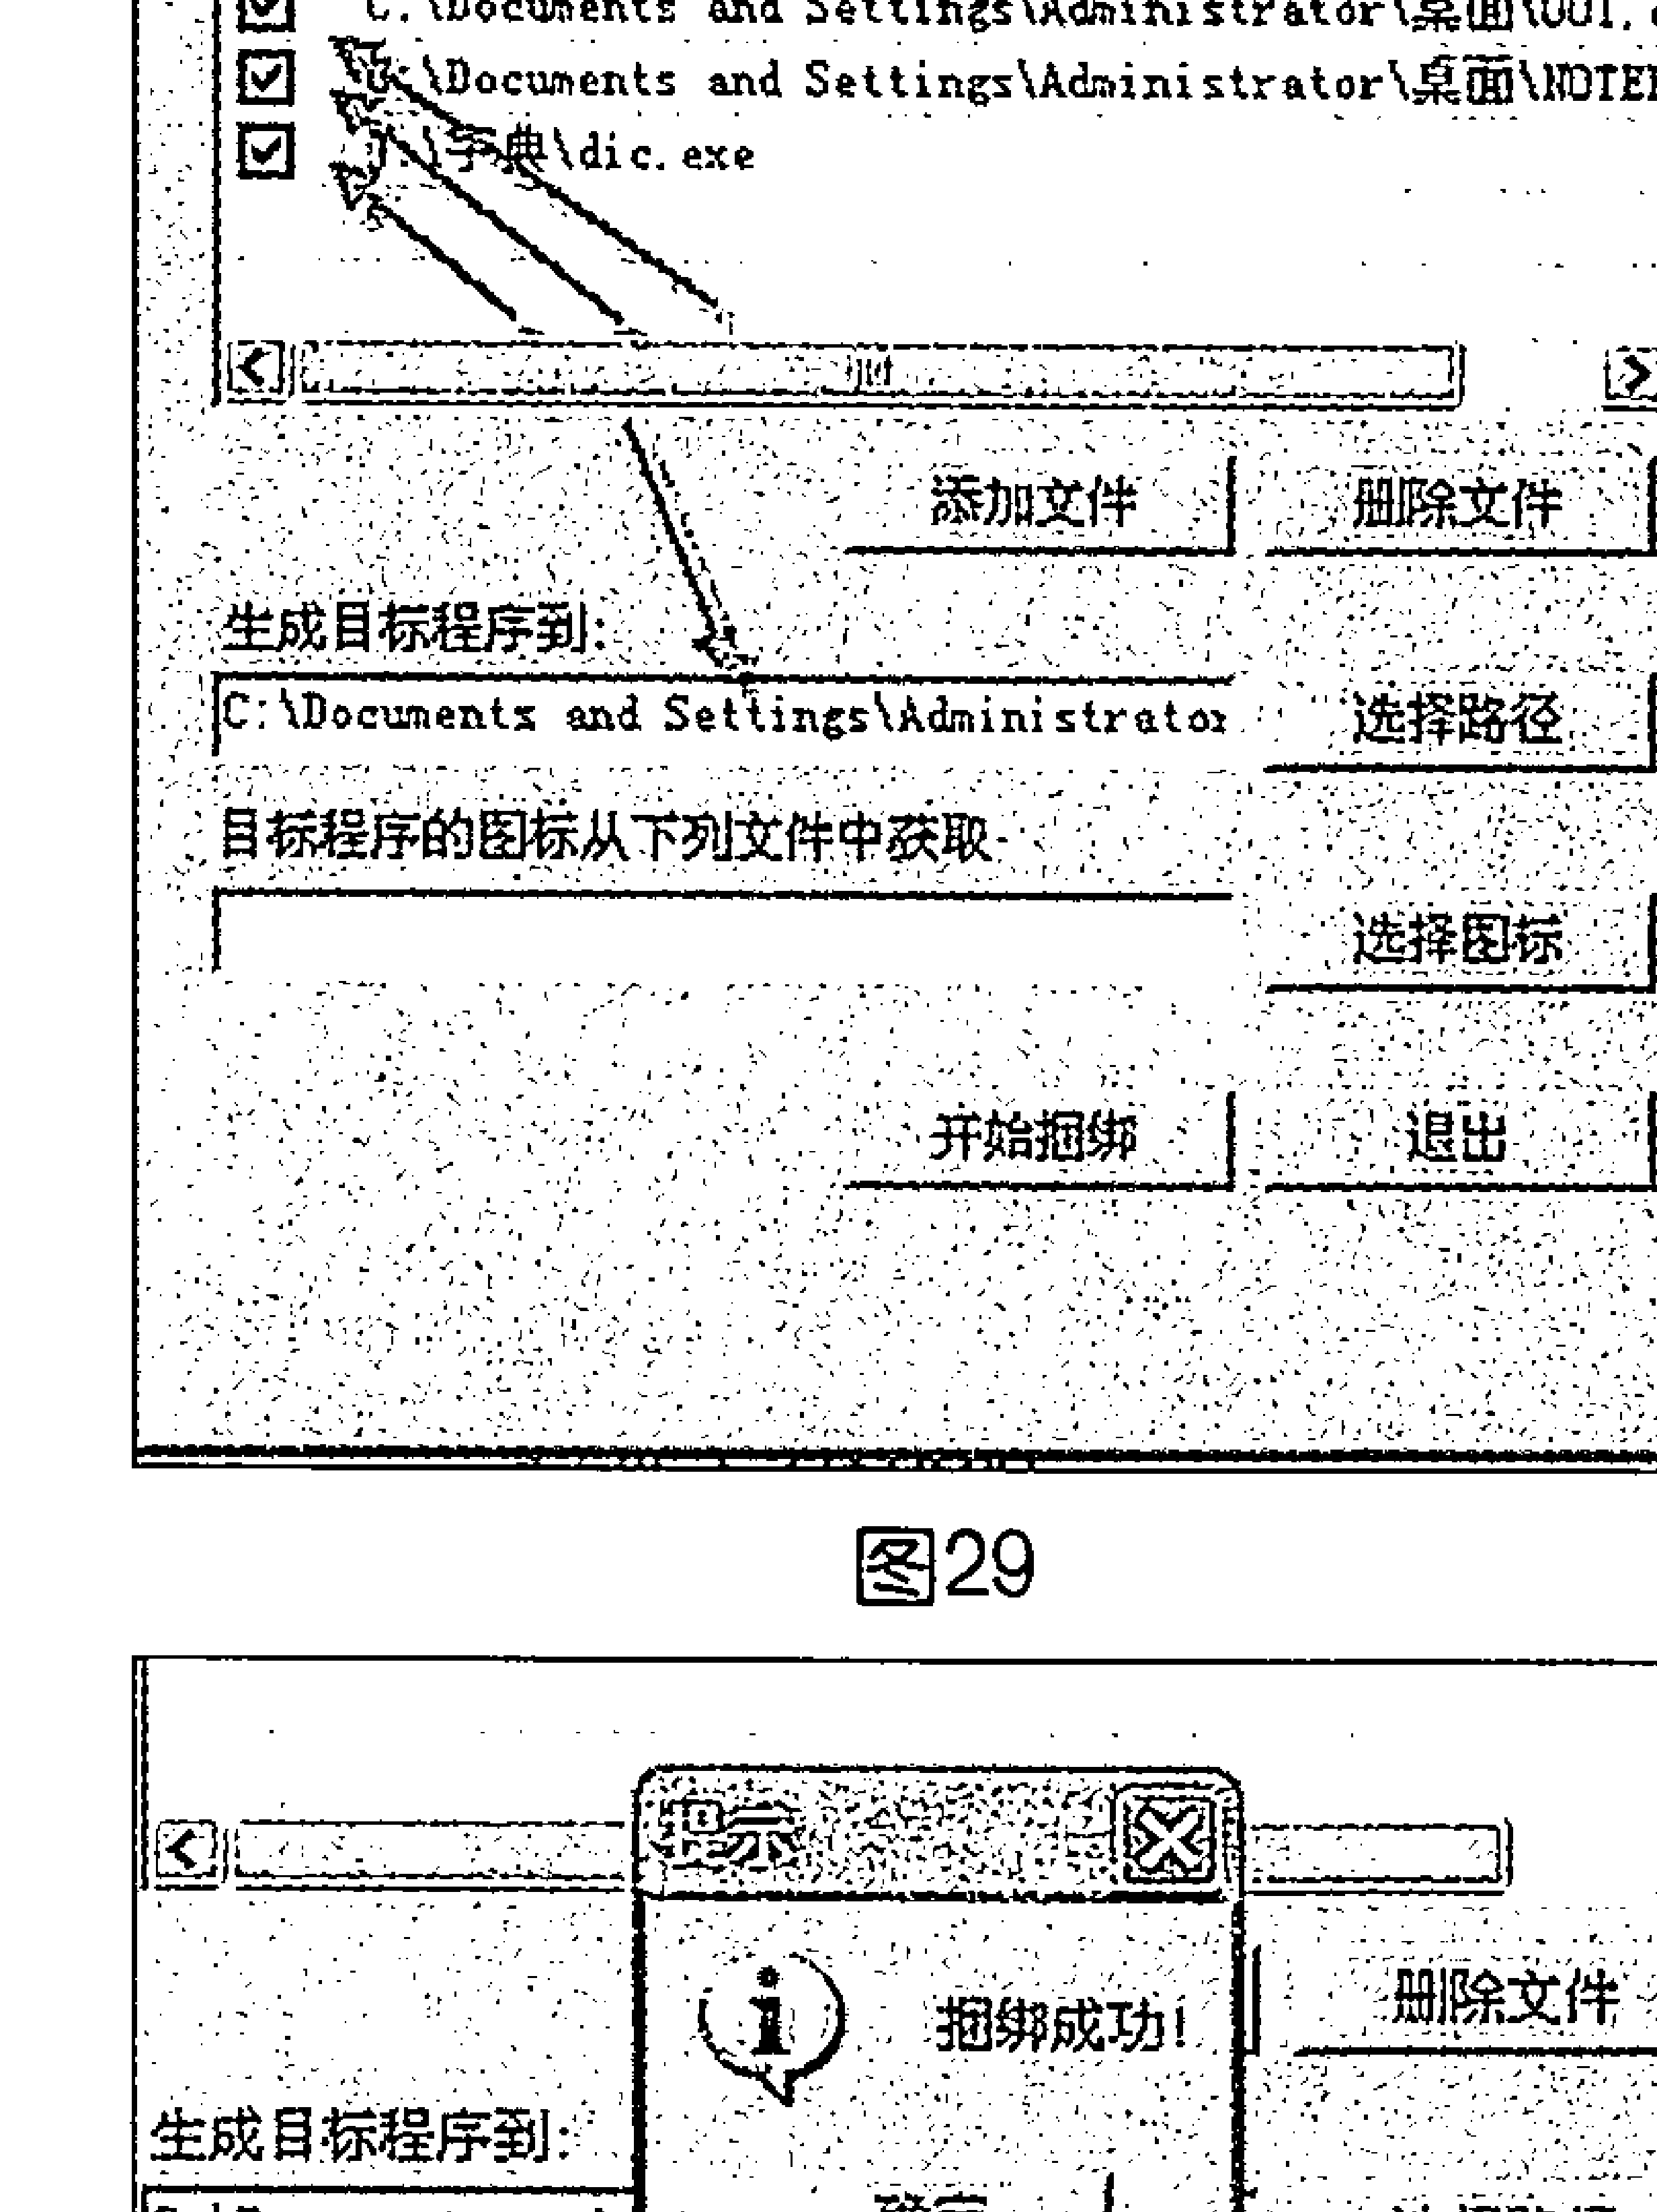 C:\Documents and Settings\Administrator\桌面\001.
\Documents and Settings\Administrator\桌面\NOTEP
\字典\dic.exe
添加文件 删除文件
生成目标程序到:
C:\Documents and Settings\Administrator 选择路径
目标程序的图标从下列文件中获取
选择图标
开始捆绑 退出
图29
提示
捆绑成功!
删除文件
生成目标程序到:
确定